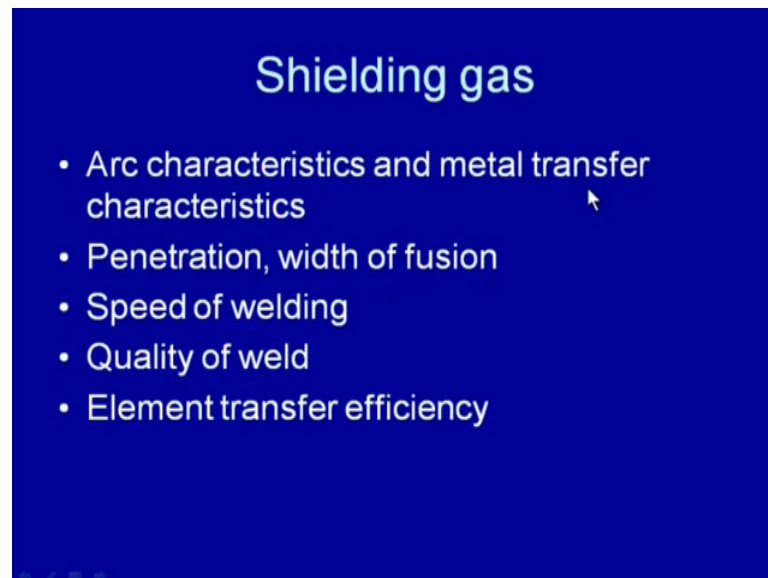 Shielding gas
• Arc characteristics and metal transfer
characteristics
• Penetration, width of fusion
• Speed of welding
• Quality of weld
• Element transfer efficiency